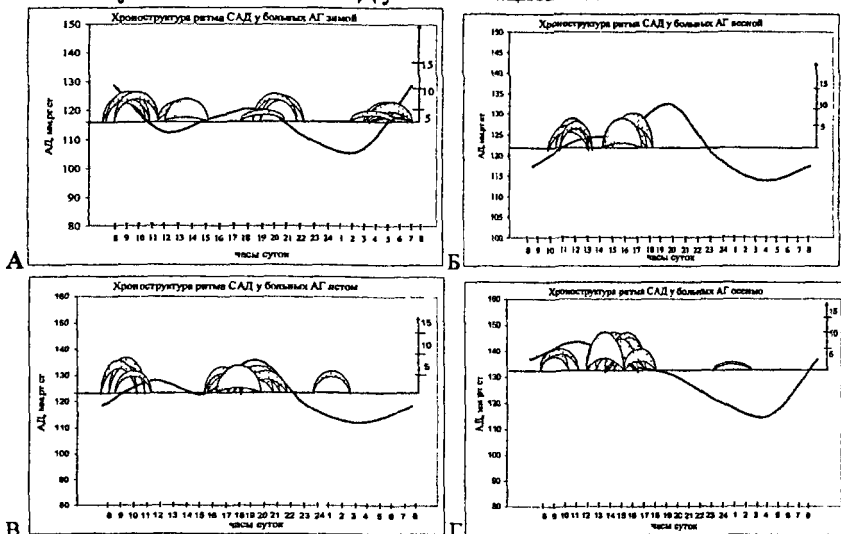 Хроноструктура ритма САД у больных АГ зимой
150
140
130
120
110
100
90
80
АД, мм.рт ст
15
10
5
8 9 10 11 12 13 14 15 16 17 18 19 20 21 22 23 24 1 2 3 4 5 6 7 8
часы суток
А
Хроноструктура ритма САД у больных АГ весной
150
145
140
135
130
125
120
115
110
105
100
АД, мм.рт ст
15
10
5
8 9 10 11 12 13 14 15 16 17 18 19 20 21 22 23 24 1 2 3 4 5 6 7 8
часы суток
Б
Хроноструктура ритма САД у больных АГ летом
160
150
140
130
120
110
100
90
80
АД, мм.рт ст
15
10
5
8 9 10 11 12 13 14 15 16 17 18 19 20 21 22 23 24 1 2 3 4 5 6 7 8
часы суток
В
Хроноструктура ритма САД у больных АГ осенью
160
150
140
130
120
110
100
90
80
АД, мм рт ст
15
10
5
8 9 10 11 12 13 14 15 16 17 18 19 20 21 22 23 24 1 2 3 4 5 6 7 8
часы суток
Г